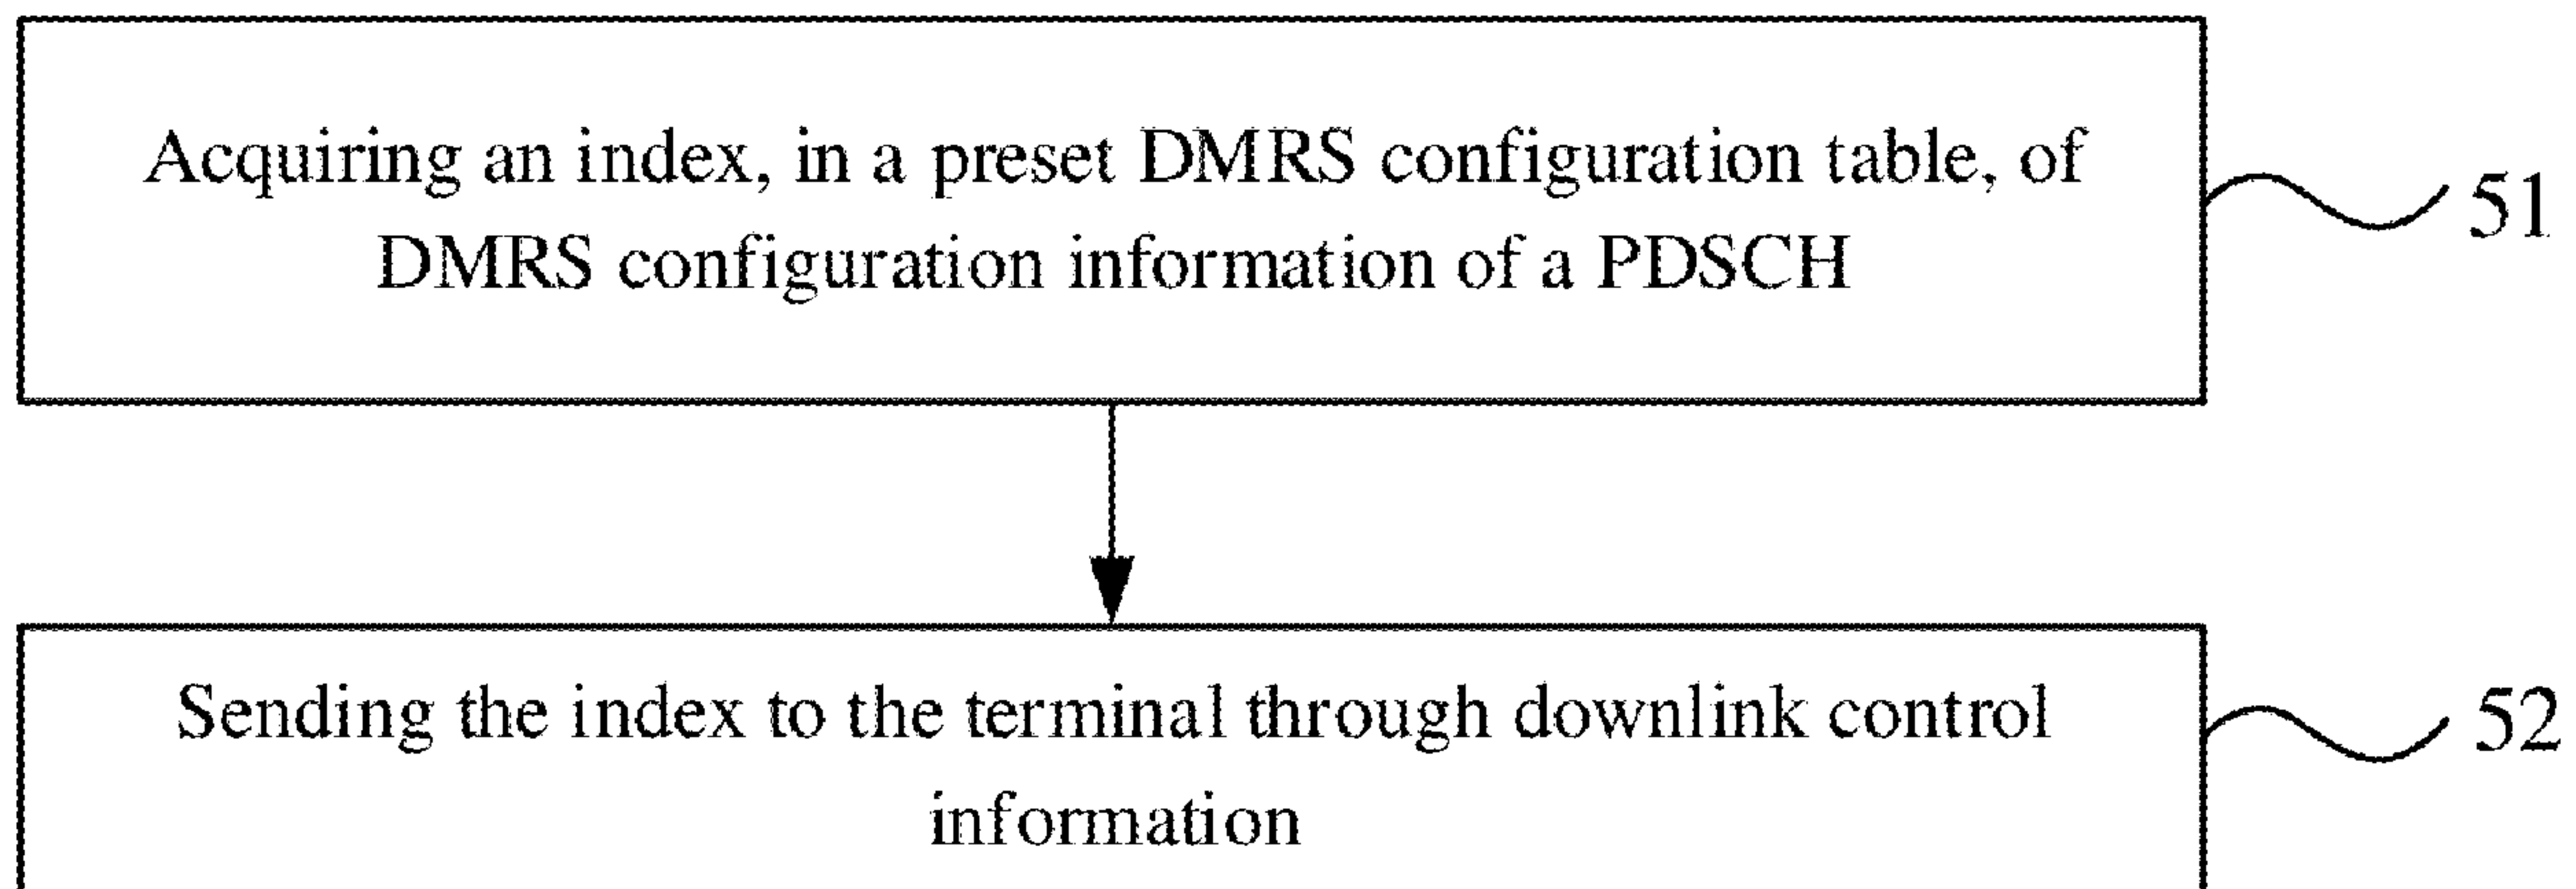 Acquiring an index, in a preset DMRS configuration table, of
DMRS configuration information of a PDSCH
51
Sending the index to the terminal through downlink control
information
52